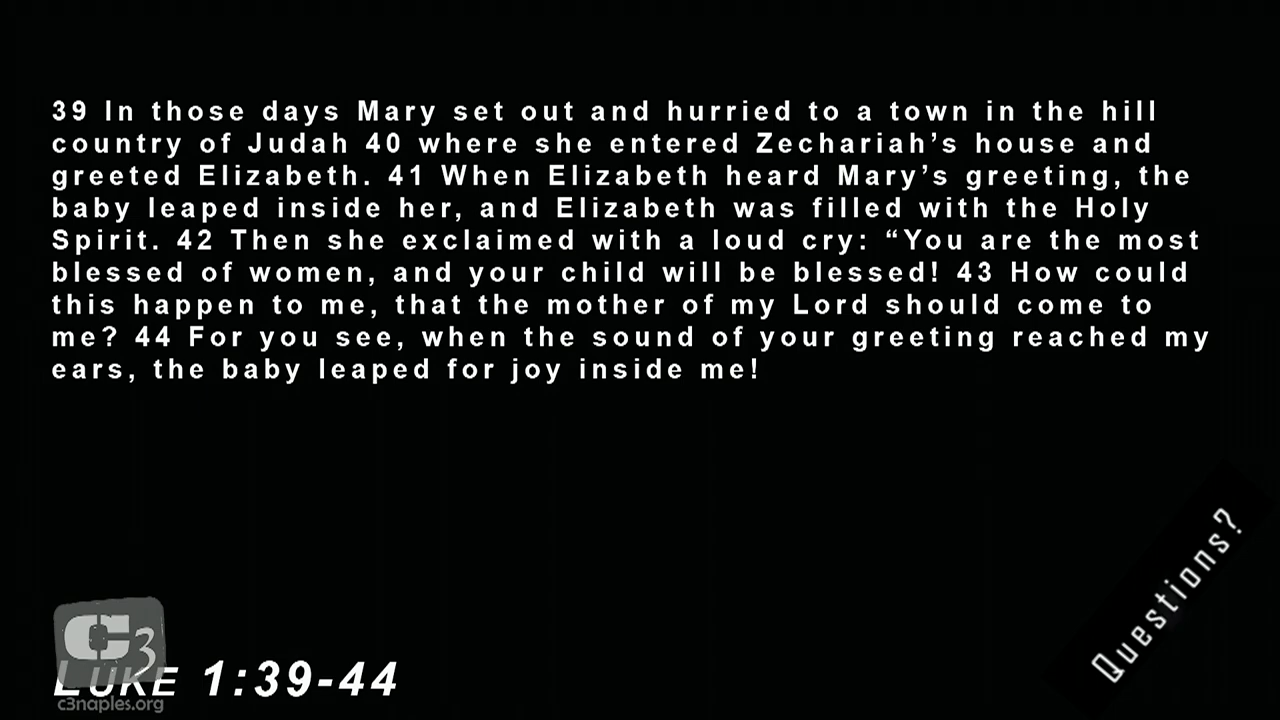 39 In those days Mary set out and hurried to a town in the hill
country of Judah 40 where she entered Zechariah’s house and
greeted Elizabeth. 41 When Elizabeth heard Mary’s greeting, the
baby leaped inside her, and Elizabeth was filled with the Holy
Spirit. 42 Then she exclaimed with a loud cry: “You are the most
blessed of women, and your child will be blessed! 43 How could
this happen to me, that the mother of my Lord should come to
me? 44 For you see, when the sound of your greeting reached my
ears, the baby leaped for joy inside me!
Questions?
C3
LUKE 1:39-44
c3naples.org